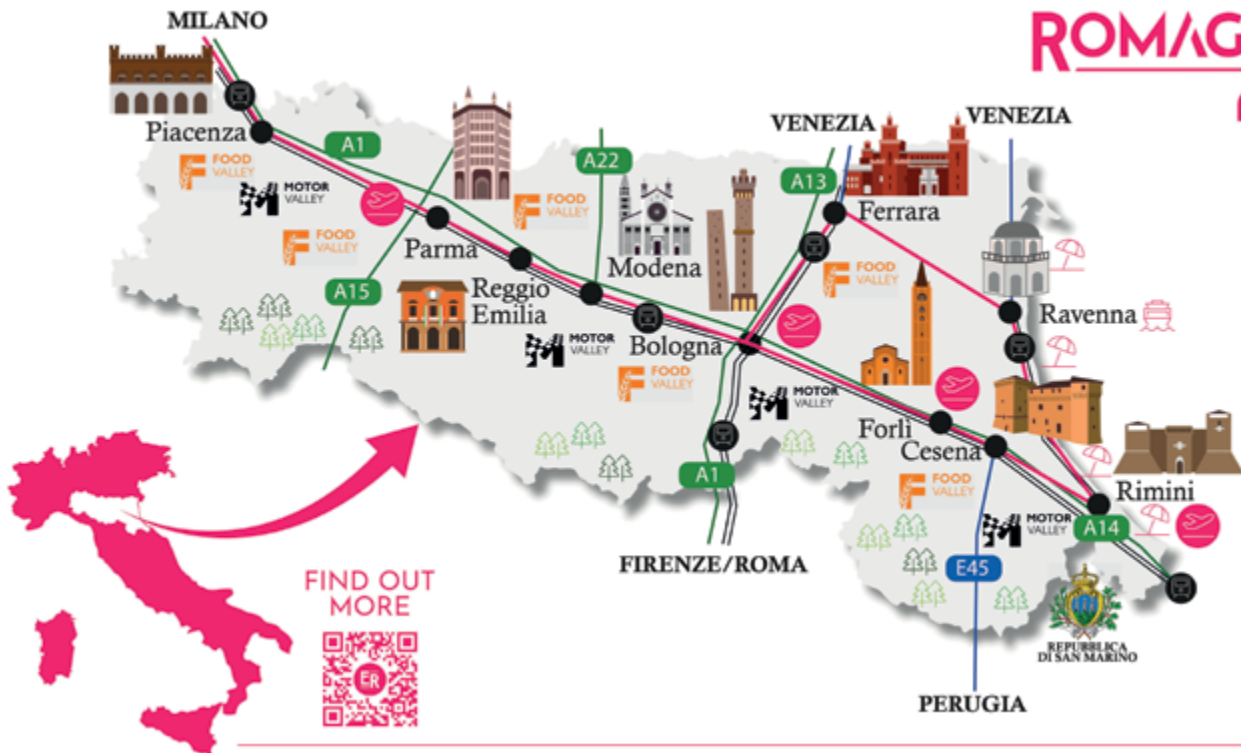 MILANO
ROMAG
Piacenza
A1
A22
VENEZIA
VENEZIA
A13
FOOD
VALLEY
MOTOR
VALLEY
FOOD
VALLEY
Ferrara
Parma
FOOD
VALLEY
Modena
FOOD
VALLEY
A15
Reggio
Emilia
Ravenna
MOTOR
VALLEY
Bologna
FOOD
VALLEY
MOTOR
VALLEY
Forlì
Cesena
A1
FOOD
VALLEY
Rimini
MOTOR
VALLEY
A14
FIRENZE/ROMA
E45
FIND OUT
MORE
ER
REPUBBLICA
DI SAN MARINO
PERUGIA